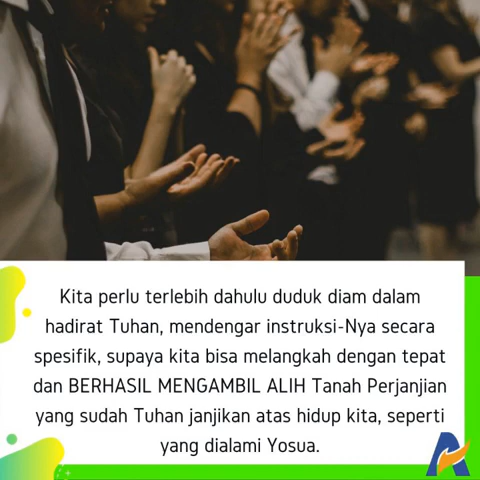 Kita perlu terlebih dahulu duduk diam dalam
hadirat Tuhan, mendengar instruksi-Nya secara
spesifik, supaya kita bisa melangkah dengan tepat
dan BERHASIL MENGAMBIL ALIH Tanah Perjanjian
yang sudah Tuhan janjikan atas hidup kita, seperti
yang dialami Yosua.